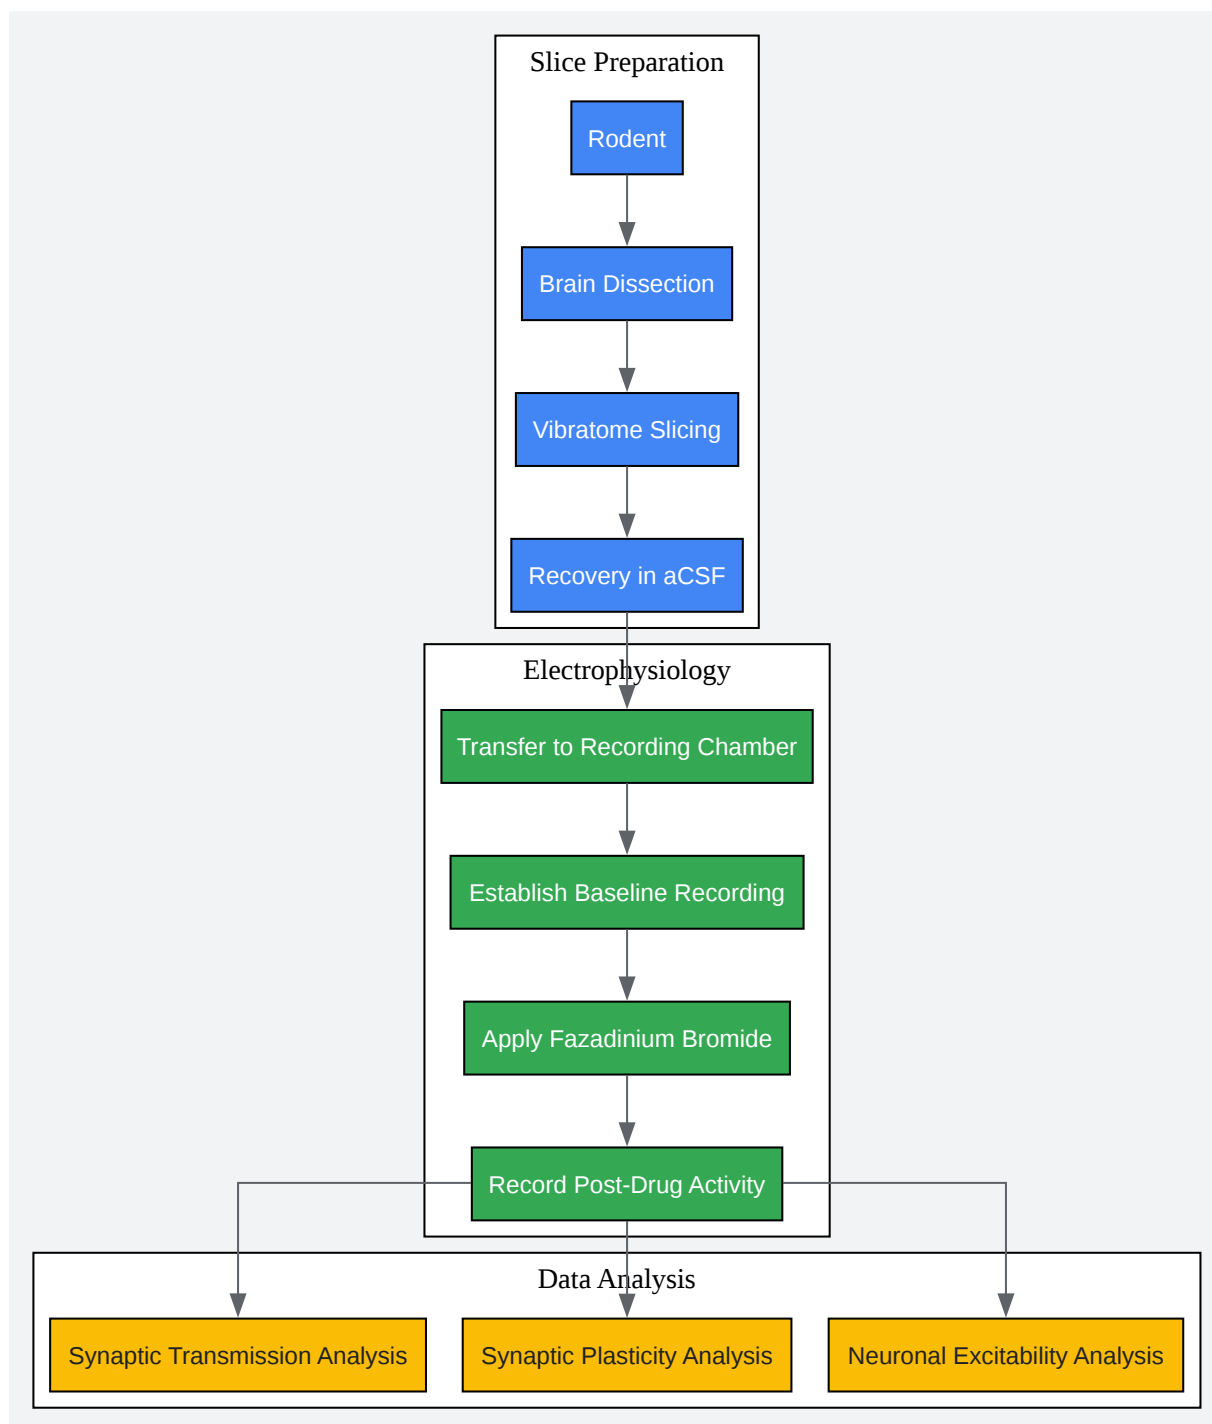 Slice Preparation
Rodent
Brain Dissection
Vibratome Slicing
Recovery in aCSF
Electrophysiology
Transfer to Recording Chamber
Establish Baseline Recording
Apply Fazadinium Bromide
Record Post-Drug Activity
Data Analysis
Synaptic Transmission Analysis
Synaptic Plasticity Analysis
Neuronal Excitability Analysis